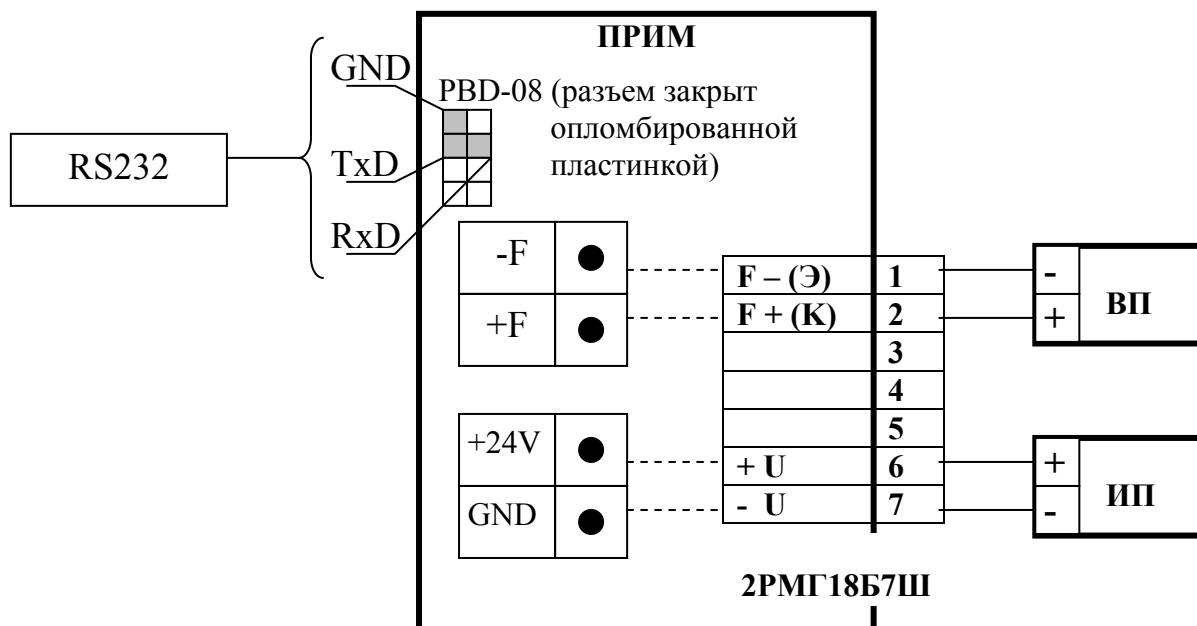 ПРИМ
GND
PBD-08 (разъем закрыт
опломбированной
пластинкой)
RS232
TxD
RxD
-F
+F
F – (Э) 1
F + (K) 2
3
4
5
+ U 6
- U 7
-
+
ВП
+24V
GND
+
-
ИП
2РМГ18Б7Ш